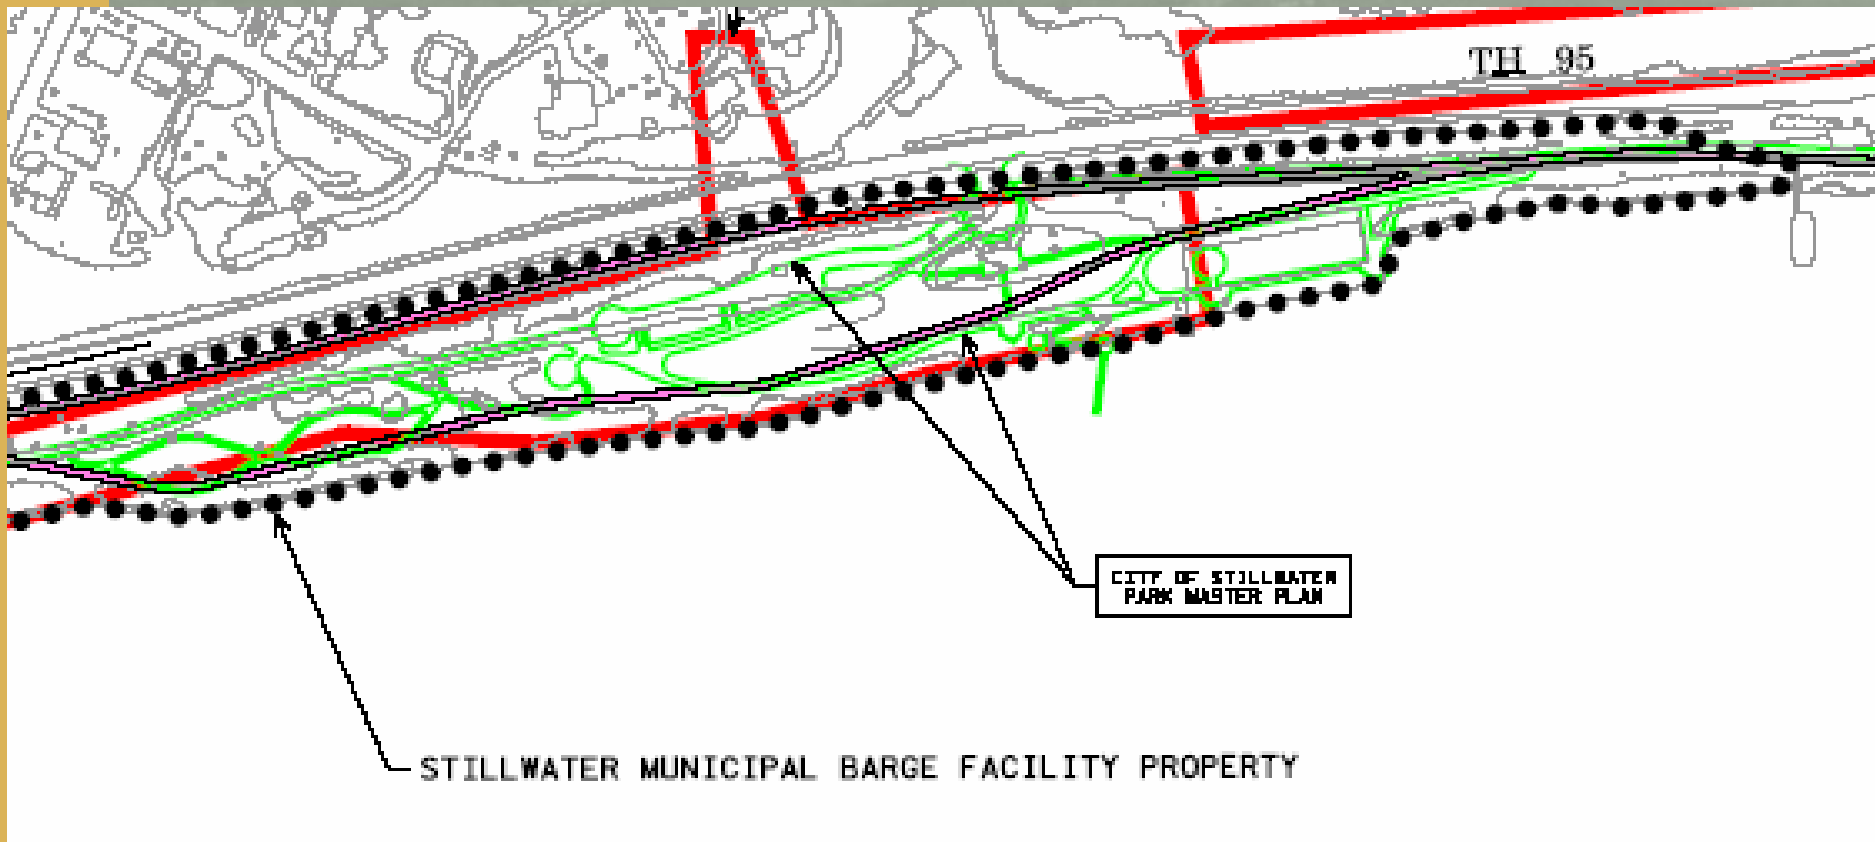 TH 95
CITY OF STILLWATER
PARK MASTER PLAN
STILLWATER MUNICIPAL BARGE FACILITY PROPERTY